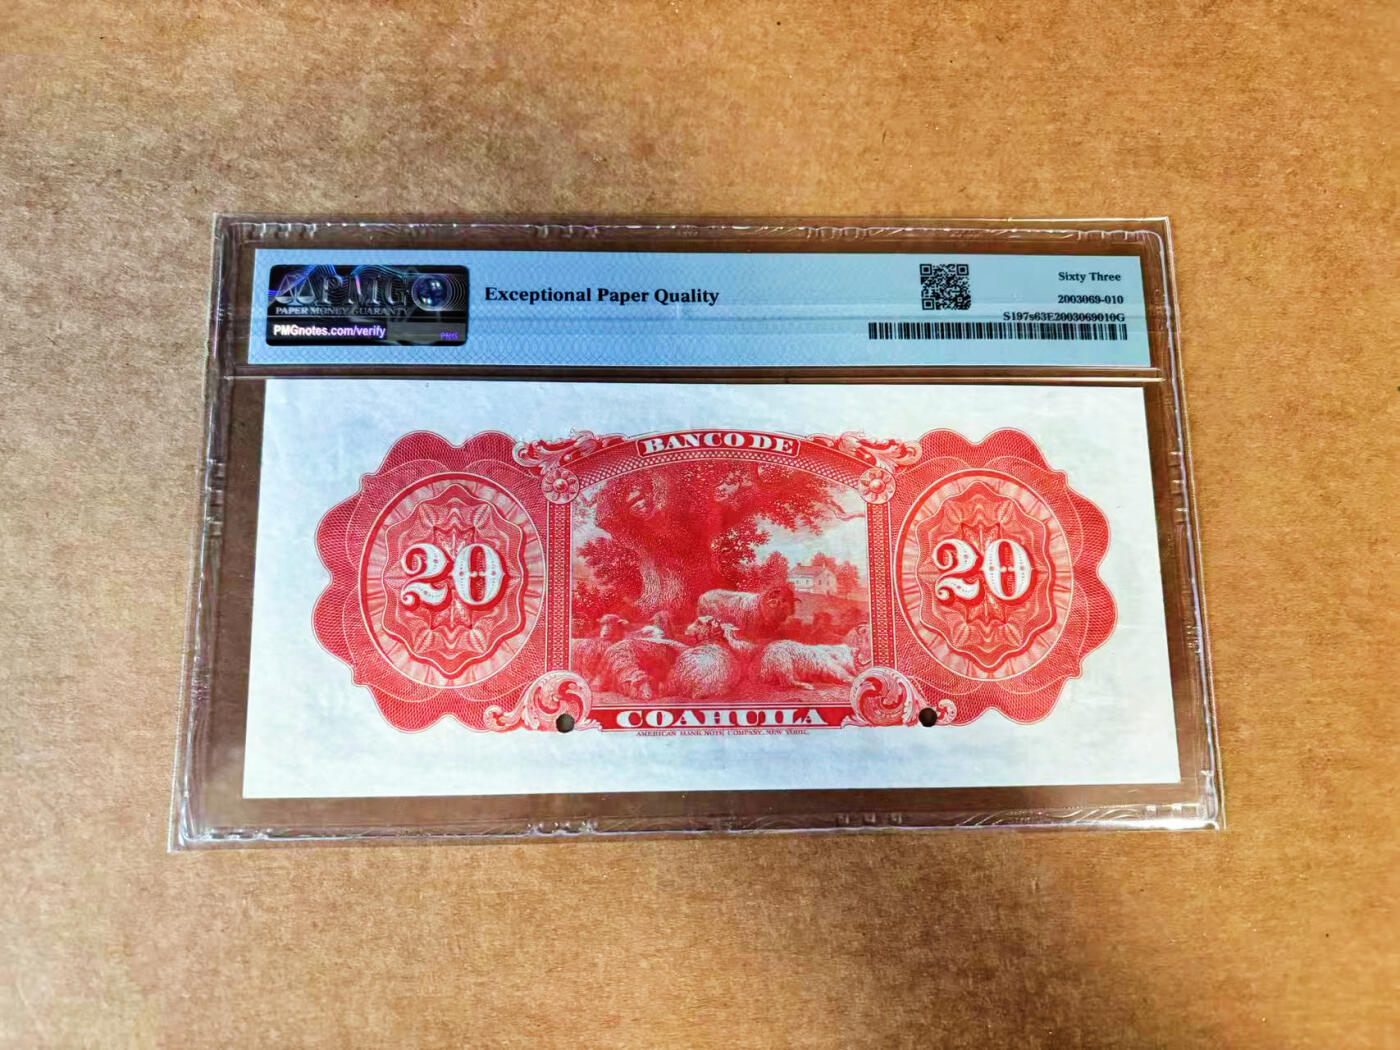 PMG
PAPER MONEY GUARANTY
PMGnotes.com/verify
PMG
Exceptional Paper Quality
Sixty Three
2003069-010
S197s63E2003069010G
BANCO DE
20
20
COAHUILA
AMERICAN BANK NOTE COMPANY, NEW YORK.